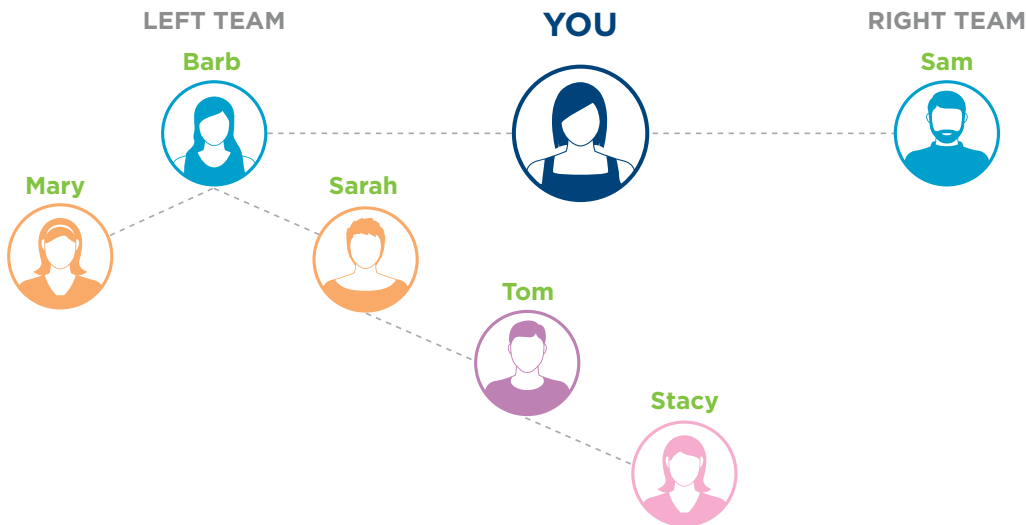 LEFT TEAM
YOU
RIGHT TEAM
Barb
Sam
Mary
Sarah
Tom
Stacy